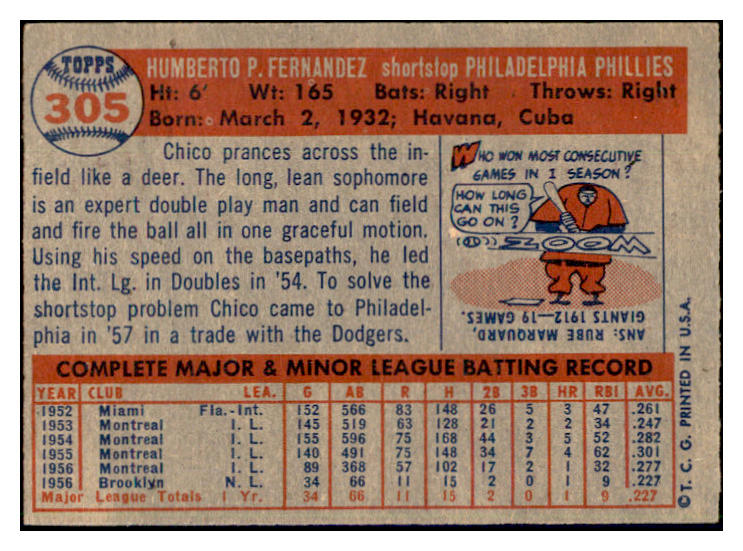 TOPPS
305
HUMBERTO P. FERNANDEZ shortstop PHILADELPHIA PHILLIES
Ht: 6' Wt: 165 Bats: Right Throws: Right
Born: March 2, 1932; Havana, Cuba
Chico prances across the in-
field like a deer. The long, lean sophomore
is an expert double play man and can field
and fire the ball all in one graceful motion.
Using his speed on the basepaths, he led
the Int. Lg. in Doubles in '54. To solve the
shortstop problem Chico came to Philadel-
phia in '57 in a trade with the Dodgers.
WHO WON MOST CONSECUTIVE
GAMES IN 1 SEASON?
HOW LONG
CAN THIS
GO ON?
ZOOM
ANS: RUBE MARQUARD,
GIANTS 1912-19 GAMES.
COMPLETE MAJOR & MINOR LEAGUE BATTING RECORD
YEAR CLUB LEA. G AB R H 2B 3B HR RBI AVG.
1952 Miami Fla.-Int. 152 566 83 148 26 5 3 47 .261
1953 Montreal I. L. 145 519 63 128 21 2 2 34 .247
1954 Montreal I. L. 155 596 75 168 44 3 5 52 .282
1955 Montreal I. L. 140 491 75 148 34 7 4 62 .301
1956 Montreal I. L. 89 368 57 102 17 2 1 32 .277
1956 Brooklyn N. L. 34 66 11 15 2 0 1 9 .227
Major League Totals 1 Yr. 34 66 11 15 2 0 1 9 .227
© T. C. G. PRINTED IN U.S.A.